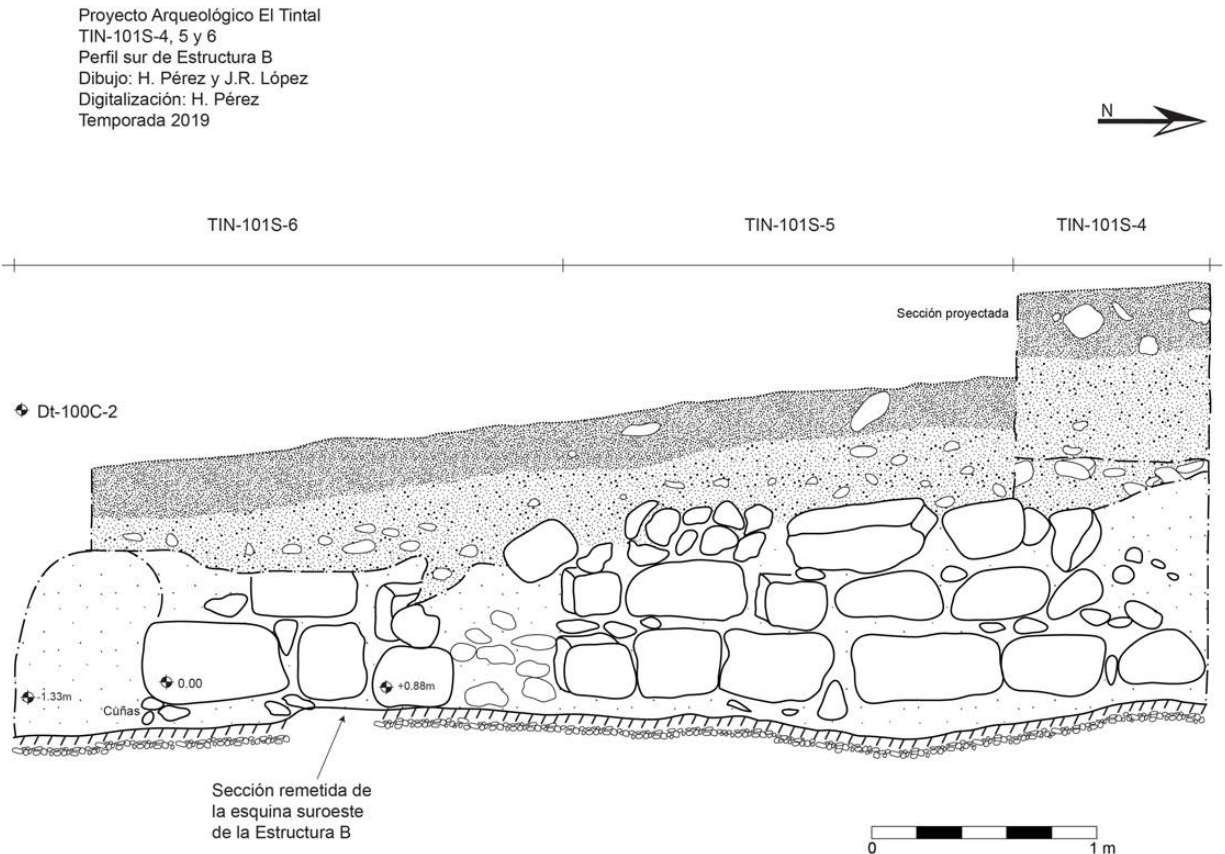 Proyecto Arqueológico El Tintal
TIN-101S-4, 5 y 6
Perfil sur de Estructura B
Dibujo: H. Pérez y J.R. López
Digitalización: H. Pérez
Temporada 2019
N
TIN-101S-6
TIN-101S-5
TIN-101S-4
Sección proyectada
Dt-100C-2
0.00
+0.88m
-1.33m
Cúñas
Sección remetida de
la esquina suroeste
de la Estructura B
0
1 m